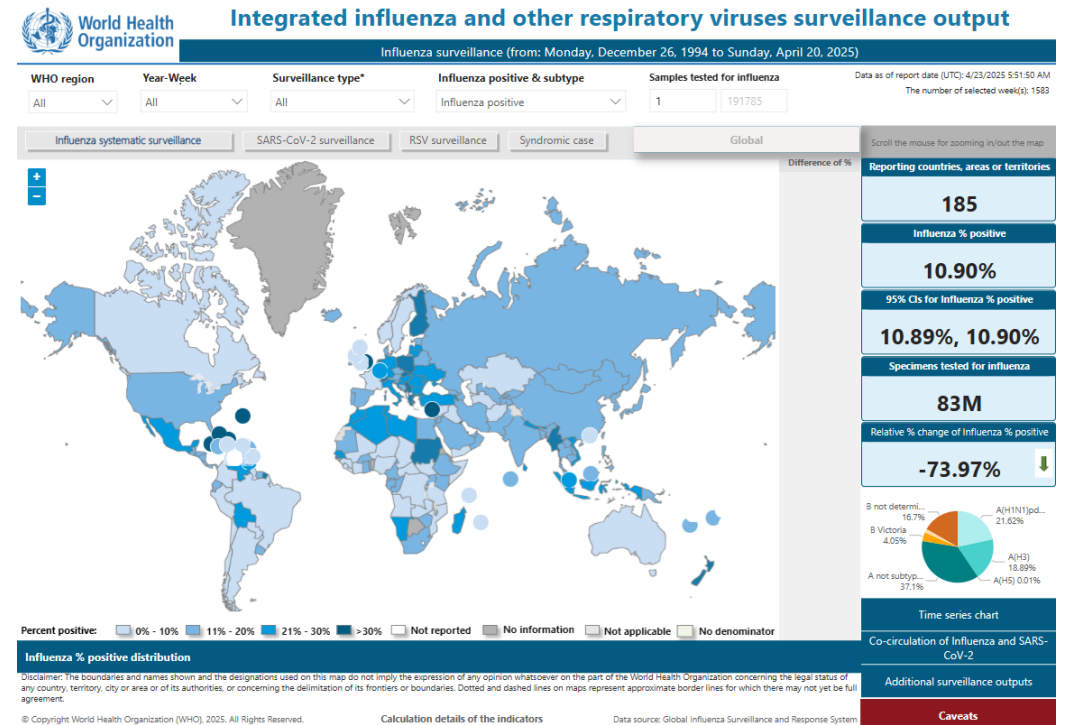 World Health
Organization
Integrated influenza and other respiratory viruses surveillance output
Influenza surveillance (from: Monday, December 26, 1994 to Sunday, April 20, 2025)
WHO region
Year-Week
Surveillance type*
Influenza positive & subtype
Samples tested for influenza
Data as of report date (UTC): 4/23/2025 5:51:50 AM
The number of selected week(s): 1583
All
All
All
Influenza positive
1
191785
Influenza systematic surveillance
SARS-CoV-2 surveillance
RSV surveillance
Syndromic case
Global
Scroll the mouse for zooming in/out the map
Difference of %
+
−
Reporting countries, areas or territories
185
Influenza % positive
10.90%
95% CIs for Influenza % positive
10.89%, 10.90%
Specimens tested for influenza
83M
Relative % change of Influenza % positive
-73.97%
B not determi...
16.7%
A(H1N1)pd...
21.62%
B Victoria
4.05%
A(H3)
18.89%
A not subtyp...
37.1%
A(H5) 0.01%
Percent positive:
0% - 10%
11% - 20%
21% - 30%
>30%
Not reported
No information
Not applicable
No denominator
Time series chart
Co-circulation of Influenza and SARS-
CoV-2
Additional surveillance outputs
Caveats
Influenza % positive distribution
Disclaimer: The boundaries and names shown and the designations used on this map do not imply the expression of any opinion whatsoever on the part of the World Health Organization concerning the legal status of
any country, territory, city or area or of its authorities, or concerning the delimitation of its frontiers or boundaries. Dotted and dashed lines on maps represent approximate border lines for which there may not yet be full
agreement.
© Copyright World Health Organization (WHO), 2025. All Rights Reserved.
Calculation details of the indicators
Data source: Global Influenza Surveillance and Response System